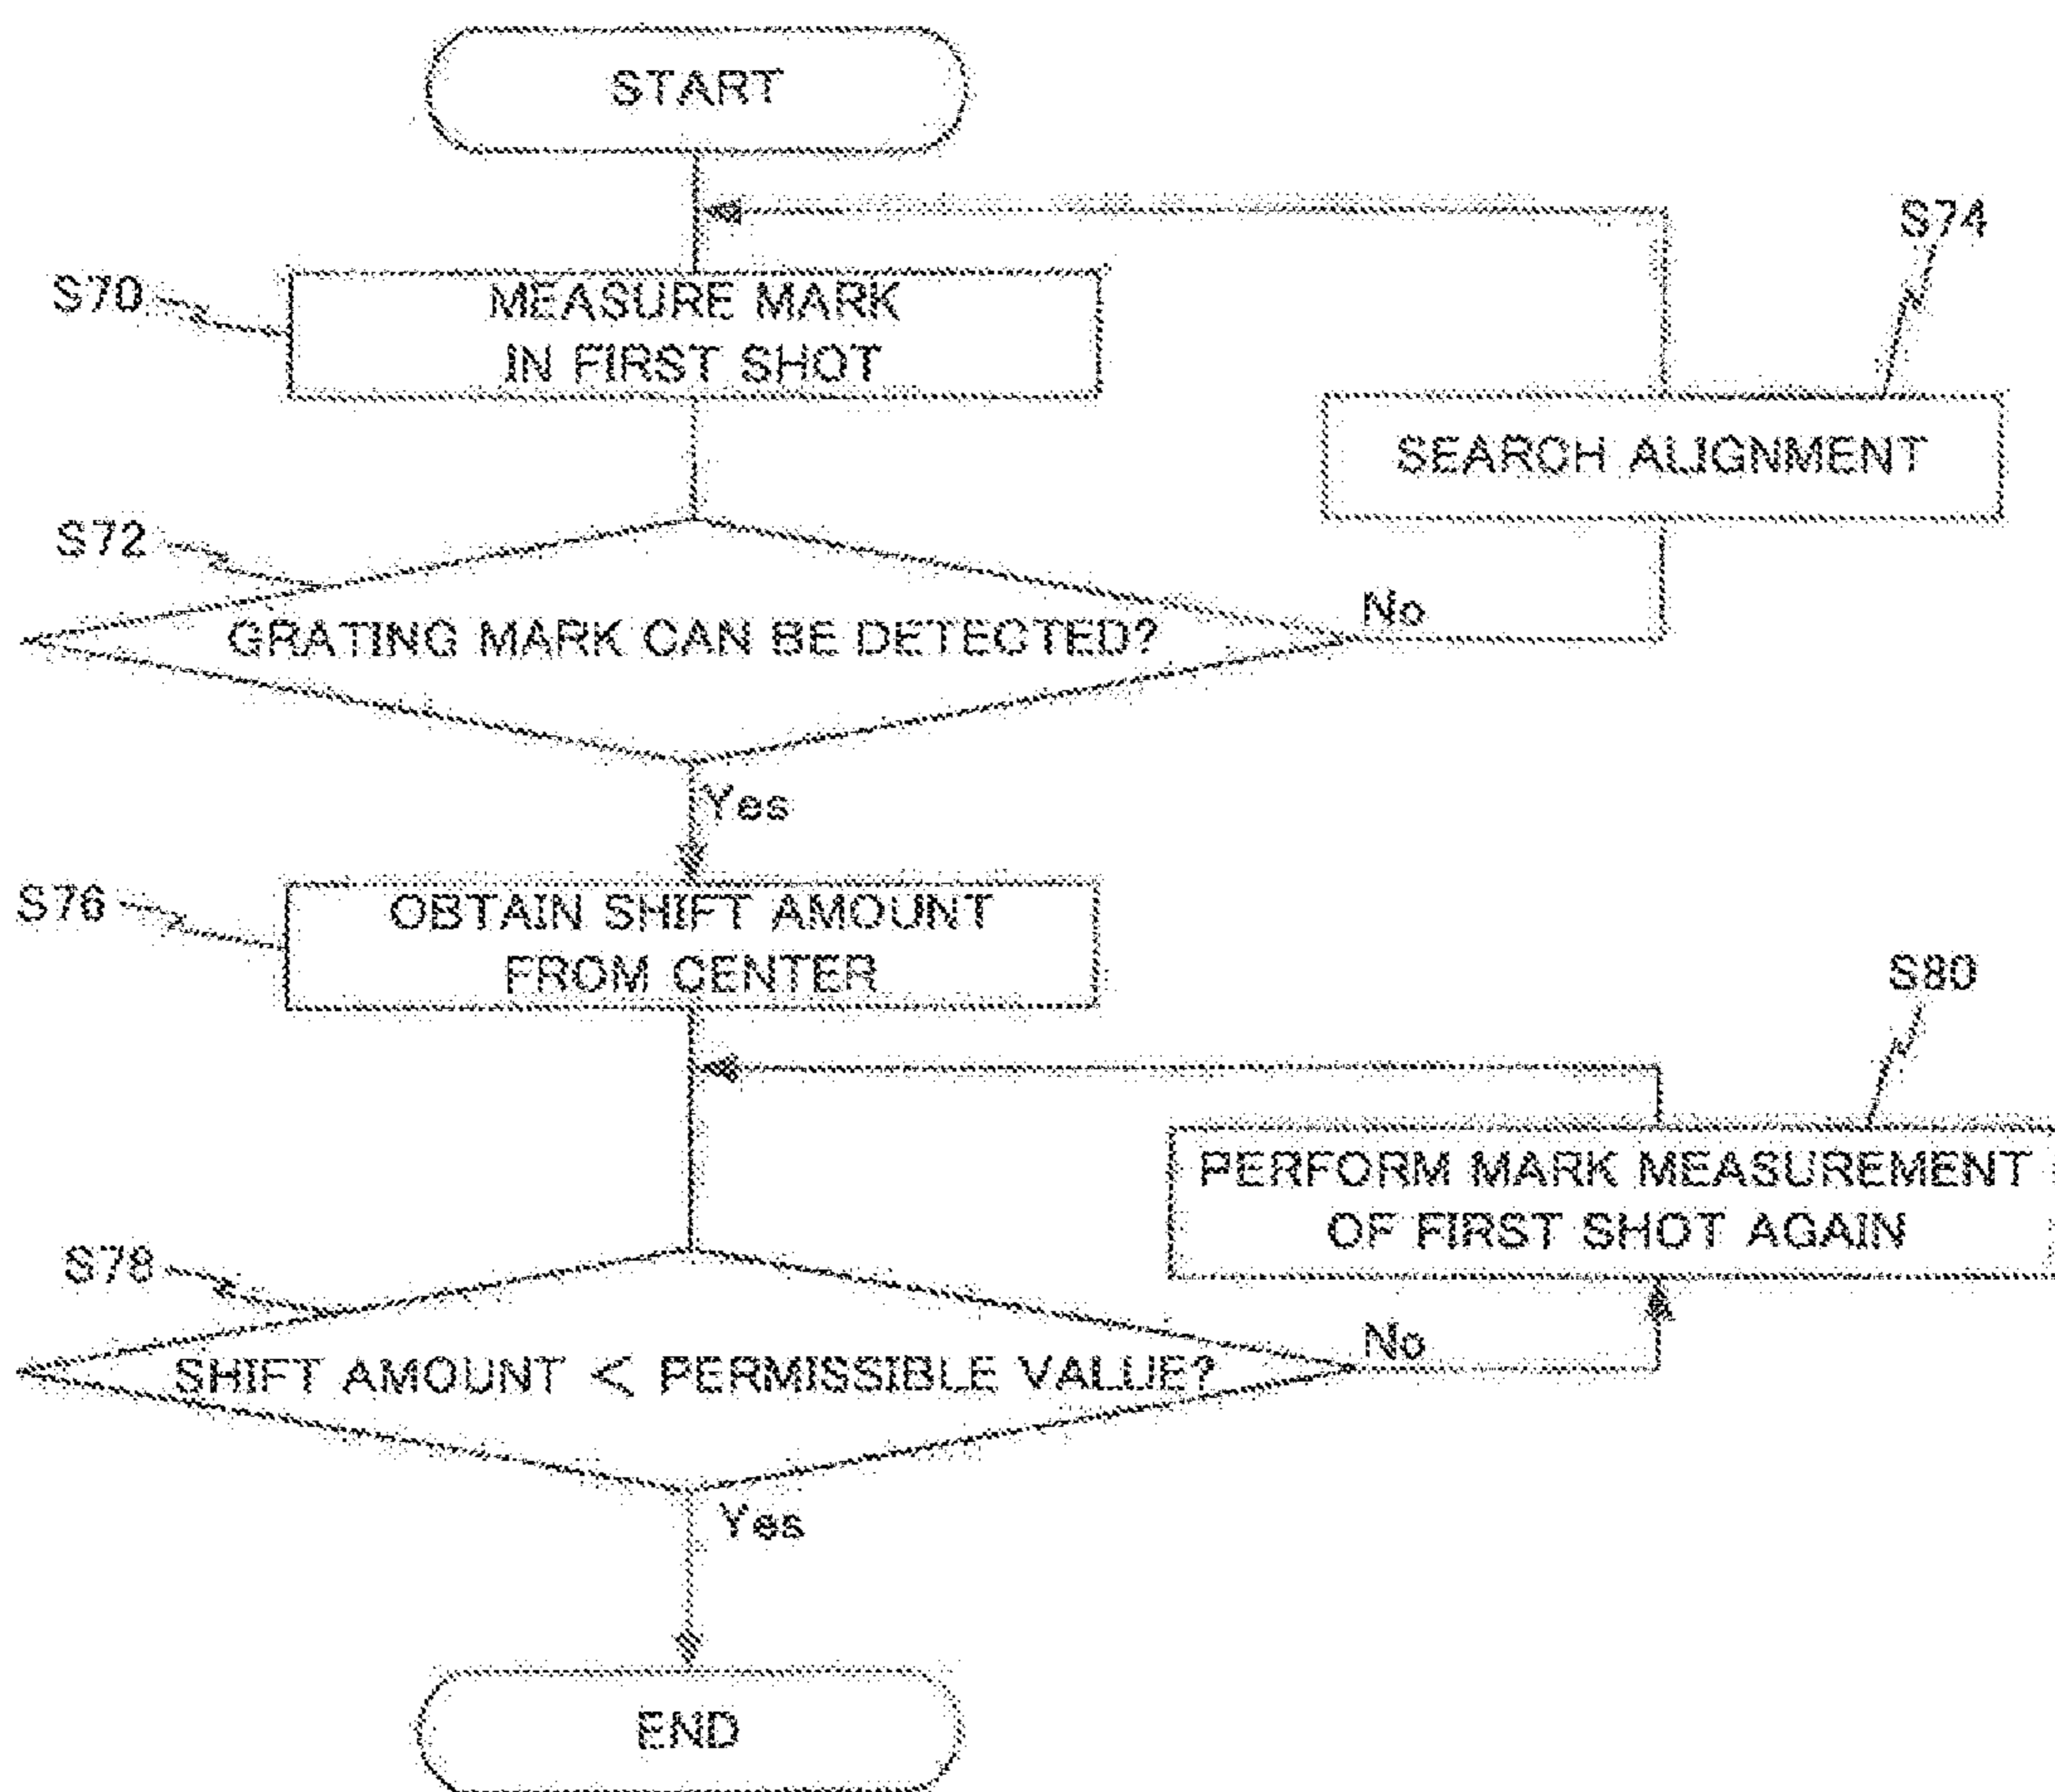 START
S74
S70
MEASURE MARK
IN FIRST SHOT
SEARCH ALIGNMENT
S72
No
GRATING MARK CAN BE DETECTED?
Yes
S76
OBTAIN SHIFT AMOUNT
FROM CENTER
S80
PERFORM MARK MEASUREMENT
OF FIRST SHOT AGAIN
S78
No
SHIFT AMOUNT < PERMISSIBLE VALUE?
Yes
END